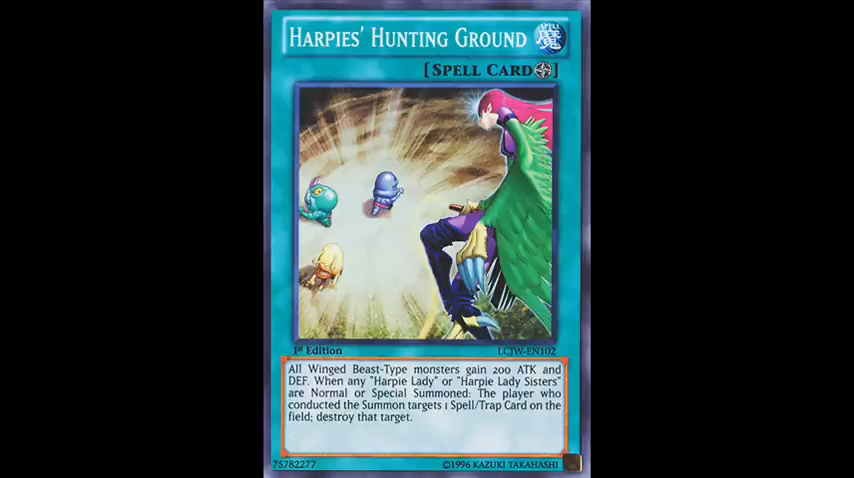 HARPIES' HUNTING GROUND 魔
[SPELL CARD]
1st Edition
LCJW-EN102
All Winged Beast-Type monsters gain 200 ATK and
DEF. When any "Harpie Lady" or "Harpie Lady Sisters"
are Normal or Special Summoned: The player who
conducted the Summon targets 1 Spell/Trap Card on the
field; destroy that target.
75782277
©1996 KAZUKI TAKAHASHI